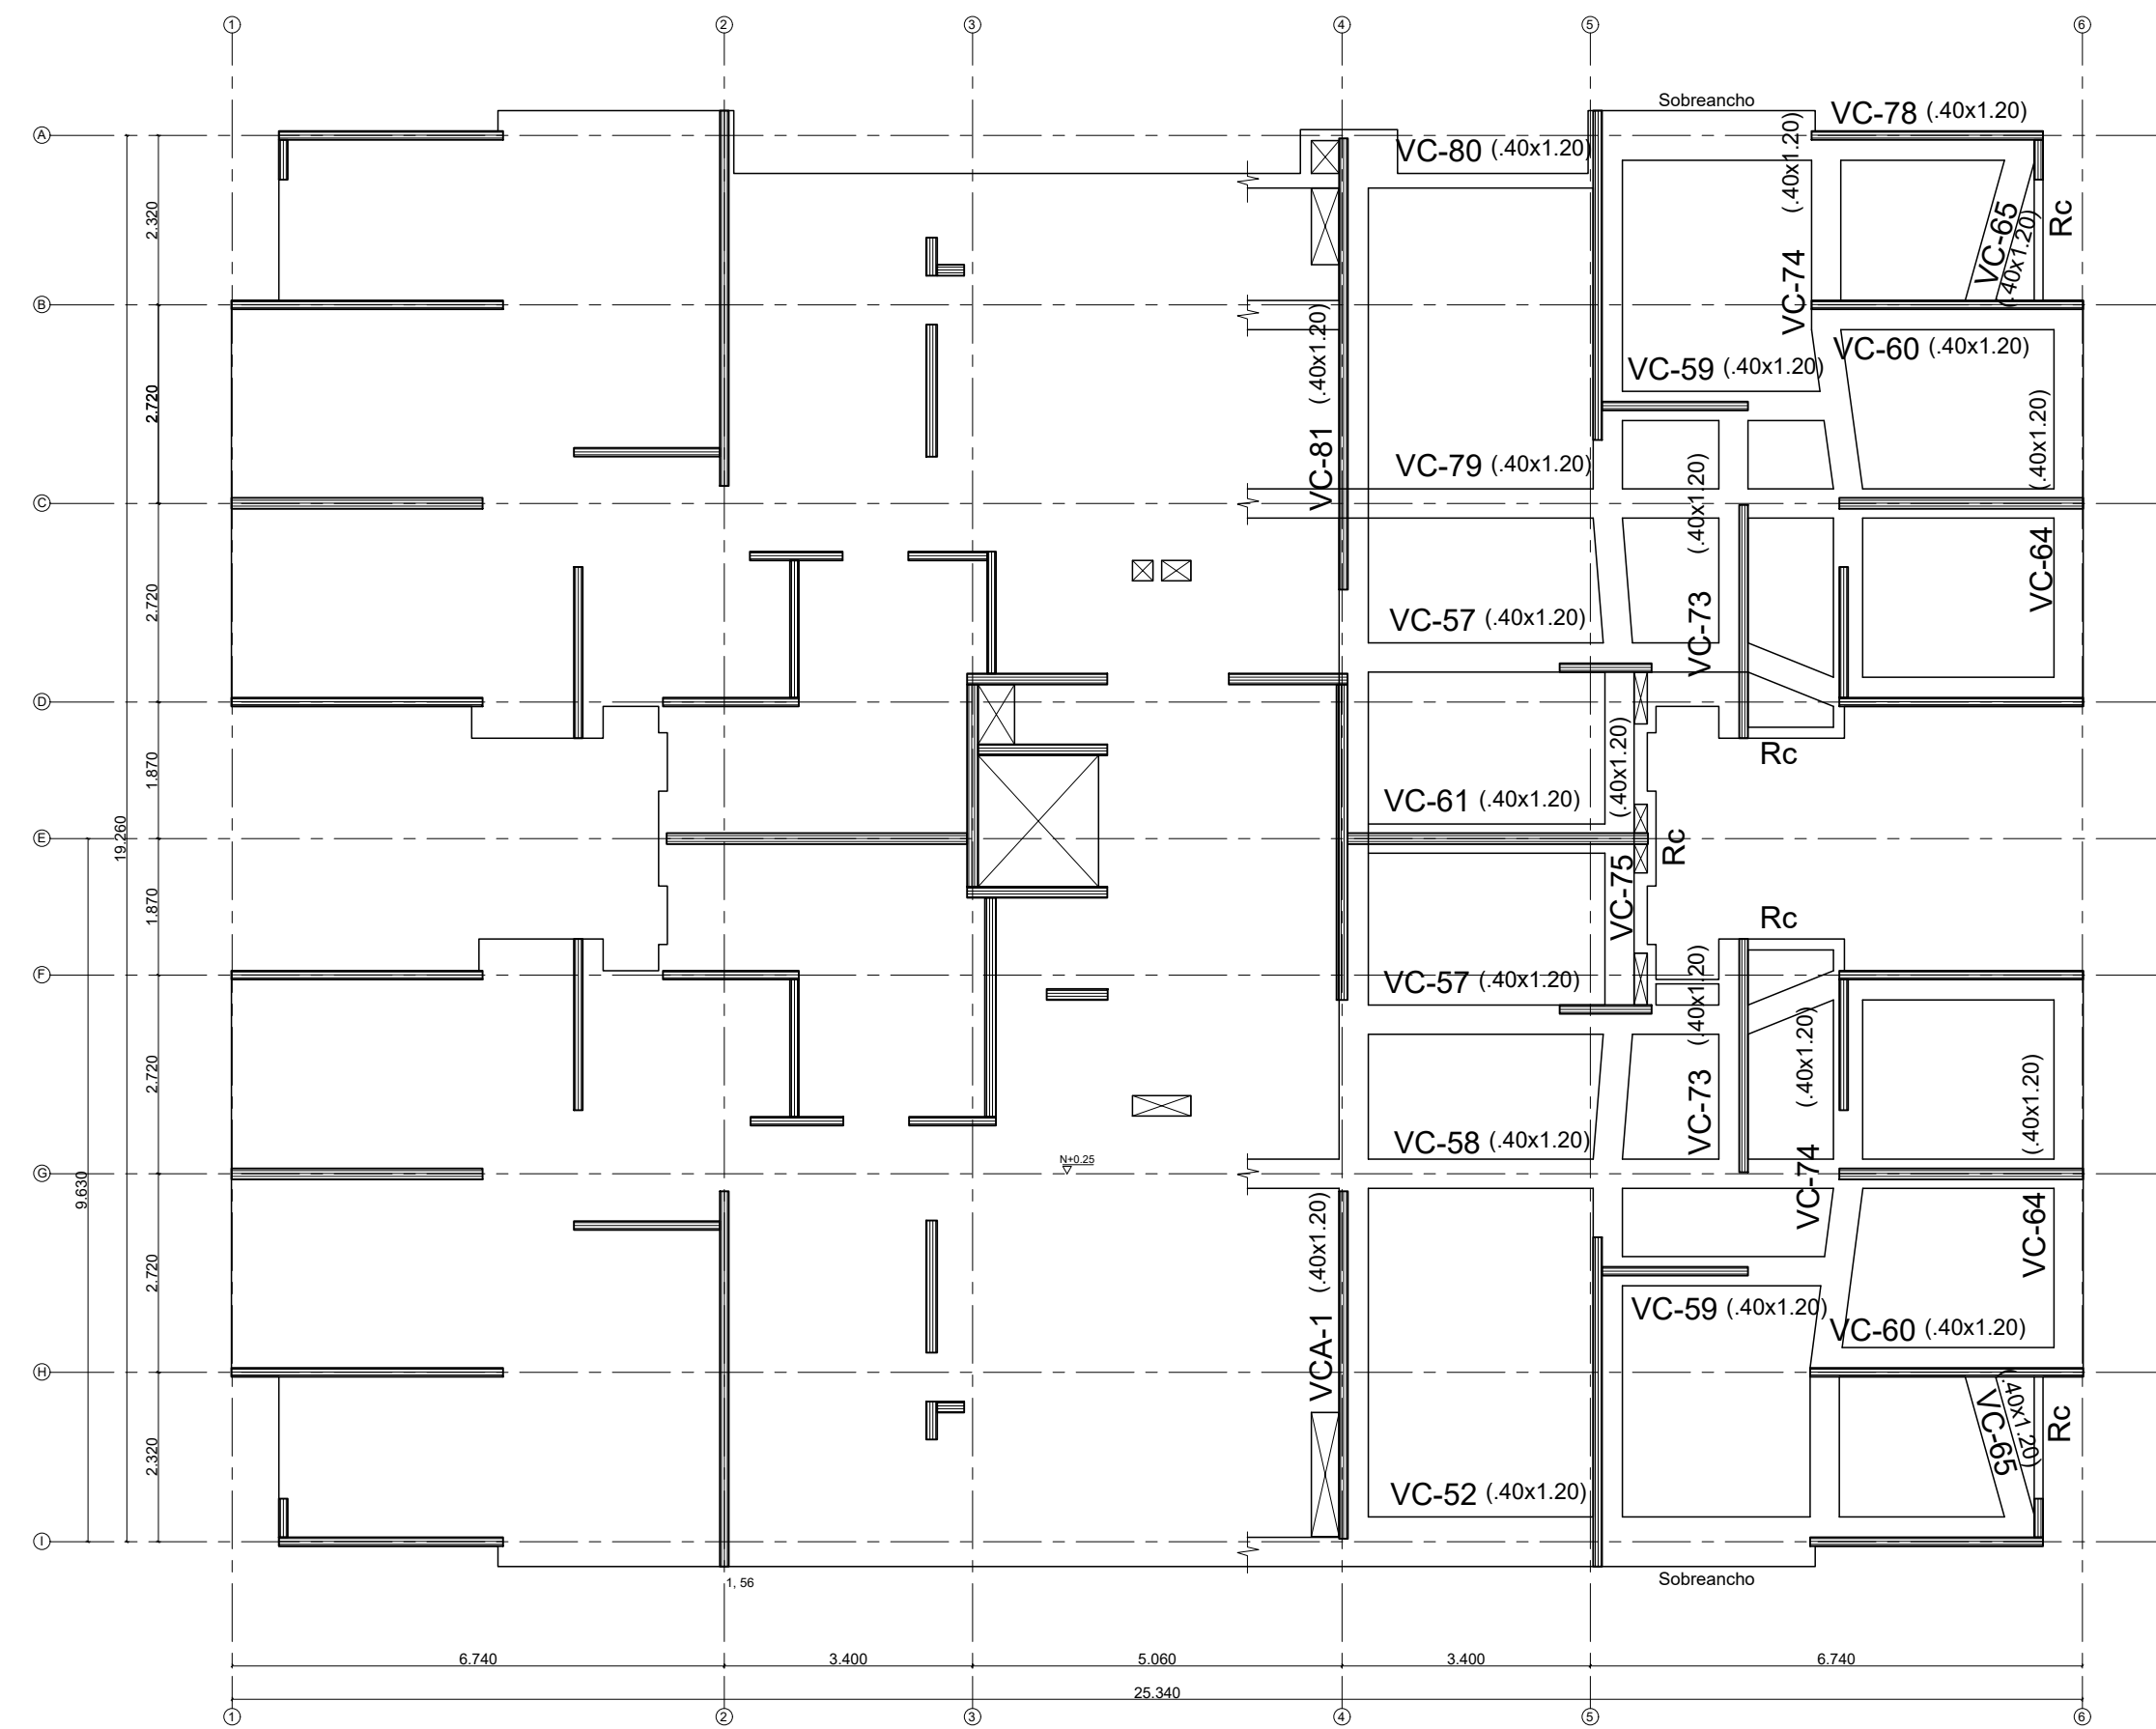 1 2 3 4 5 6
Sobreancho
A
VC-78 (.40x1.20)
VC-80 (.40x1.20)
(.40x1.20)
VC-74
VC-65
(.40x1.20)
Rc
2.320
B
(.40x1.20)
VC-81
VC-60 (.40x1.20)
VC-59 (.40x1.20)
2.720
VC-79 (.40x1.20)
(.40x1.20)
VC-73
(.40x1.20)
VC-64
C
2.720
VC-57 (.40x1.20)
D
Rc
(.40x1.20)
VC-75
1.870
VC-61 (.40x1.20)
19.260
E
Rc
1.870
Rc
F
VC-57 (.40x1.20)
(.40x1.20)
VC-73
(.40x1.20)
VC-74
(.40x1.20)
VC-64
2.720
VC-58 (.40x1.20)
N+0.25
G
9.630
(.40x1.20)
VCA-1
2.720
VC-59 (.40x1.20)
VC-60 (.40x1.20)
H
(.40x1.20)
VC-65
Rc
2.320
VC-52 (.40x1.20)
I
1, 56
Sobreancho
6.740 3.400 5.060 3.400 6.740
25.340
1 2 3 4 5 6